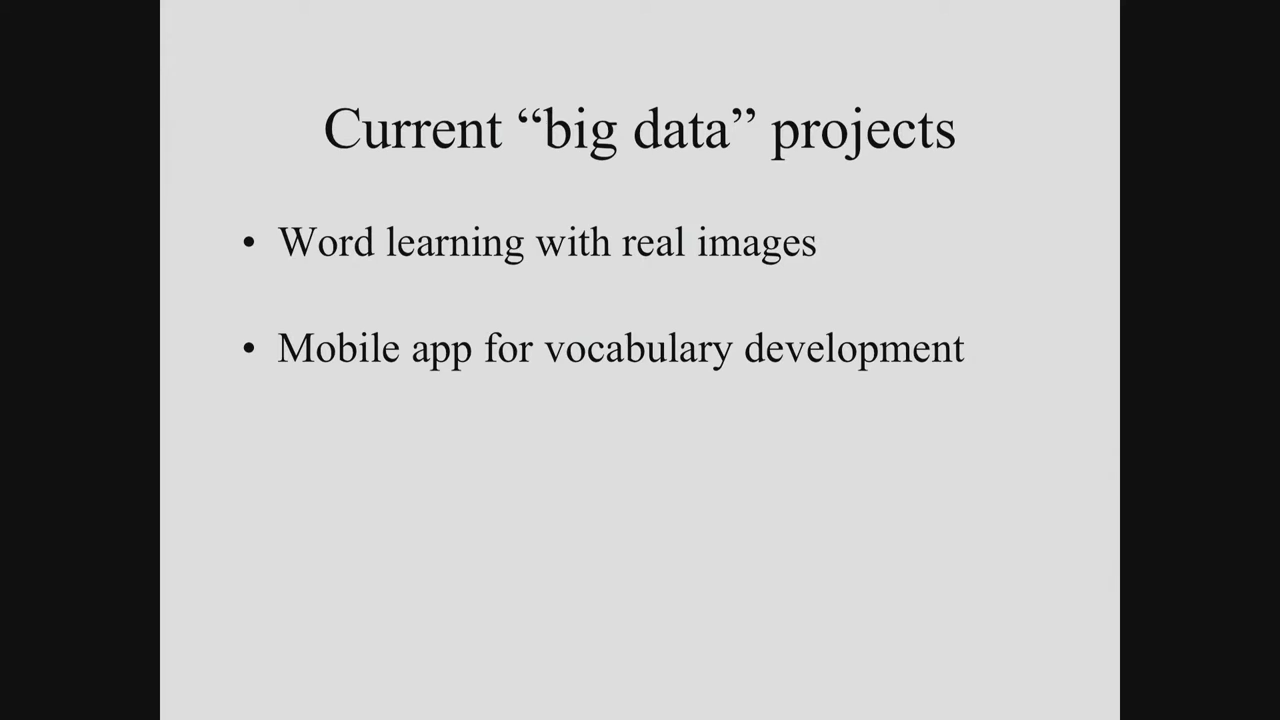 Current “big data” projects
• Word learning with real images
• Mobile app for vocabulary development